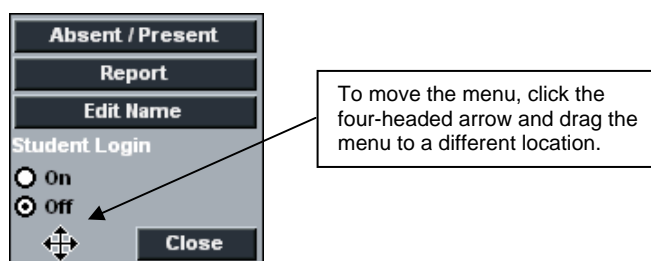 Absent / Present
Report
Edit Name
Student Login
On
Off
Close
To move the menu, click the
four-headed arrow and drag the
menu to a different location.